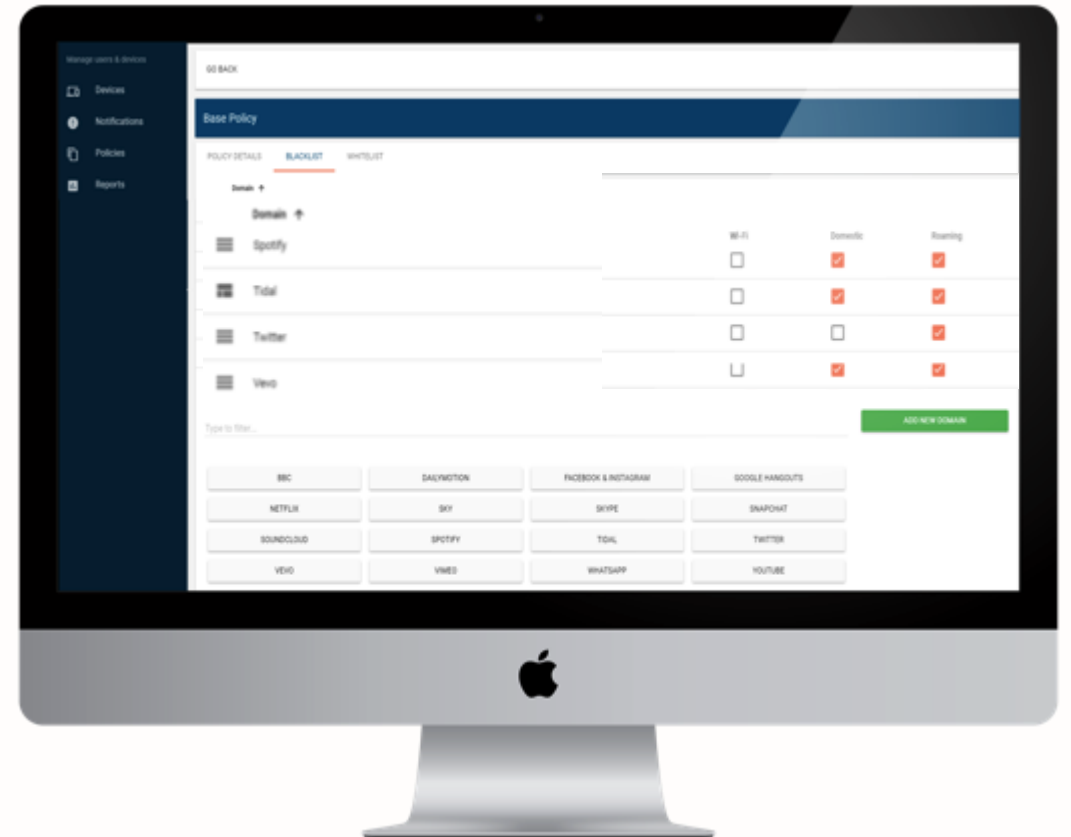 Manage users & devices
Devices
Notifications
Policies
Reports
GO BACK
Base Policy
POLICY DETAILS BLACKLIST WHITELIST
Domain ↑
Domain ↑
Wi-Fi Domestic Roaming
Spotify
Tidal
Twitter
Vevo
Type to filter...
ADD NEW DOMAIN
BBC DAILYMOTION FACEBOOK & INSTAGRAM GOOGLE HANGOUTS
NETFLIX SKY SKYPE SNAPCHAT
SOUNDCLOUD SPOTIFY TIDAL TWITTER
VEVO VIMEO WHATSAPP YOUTUBE